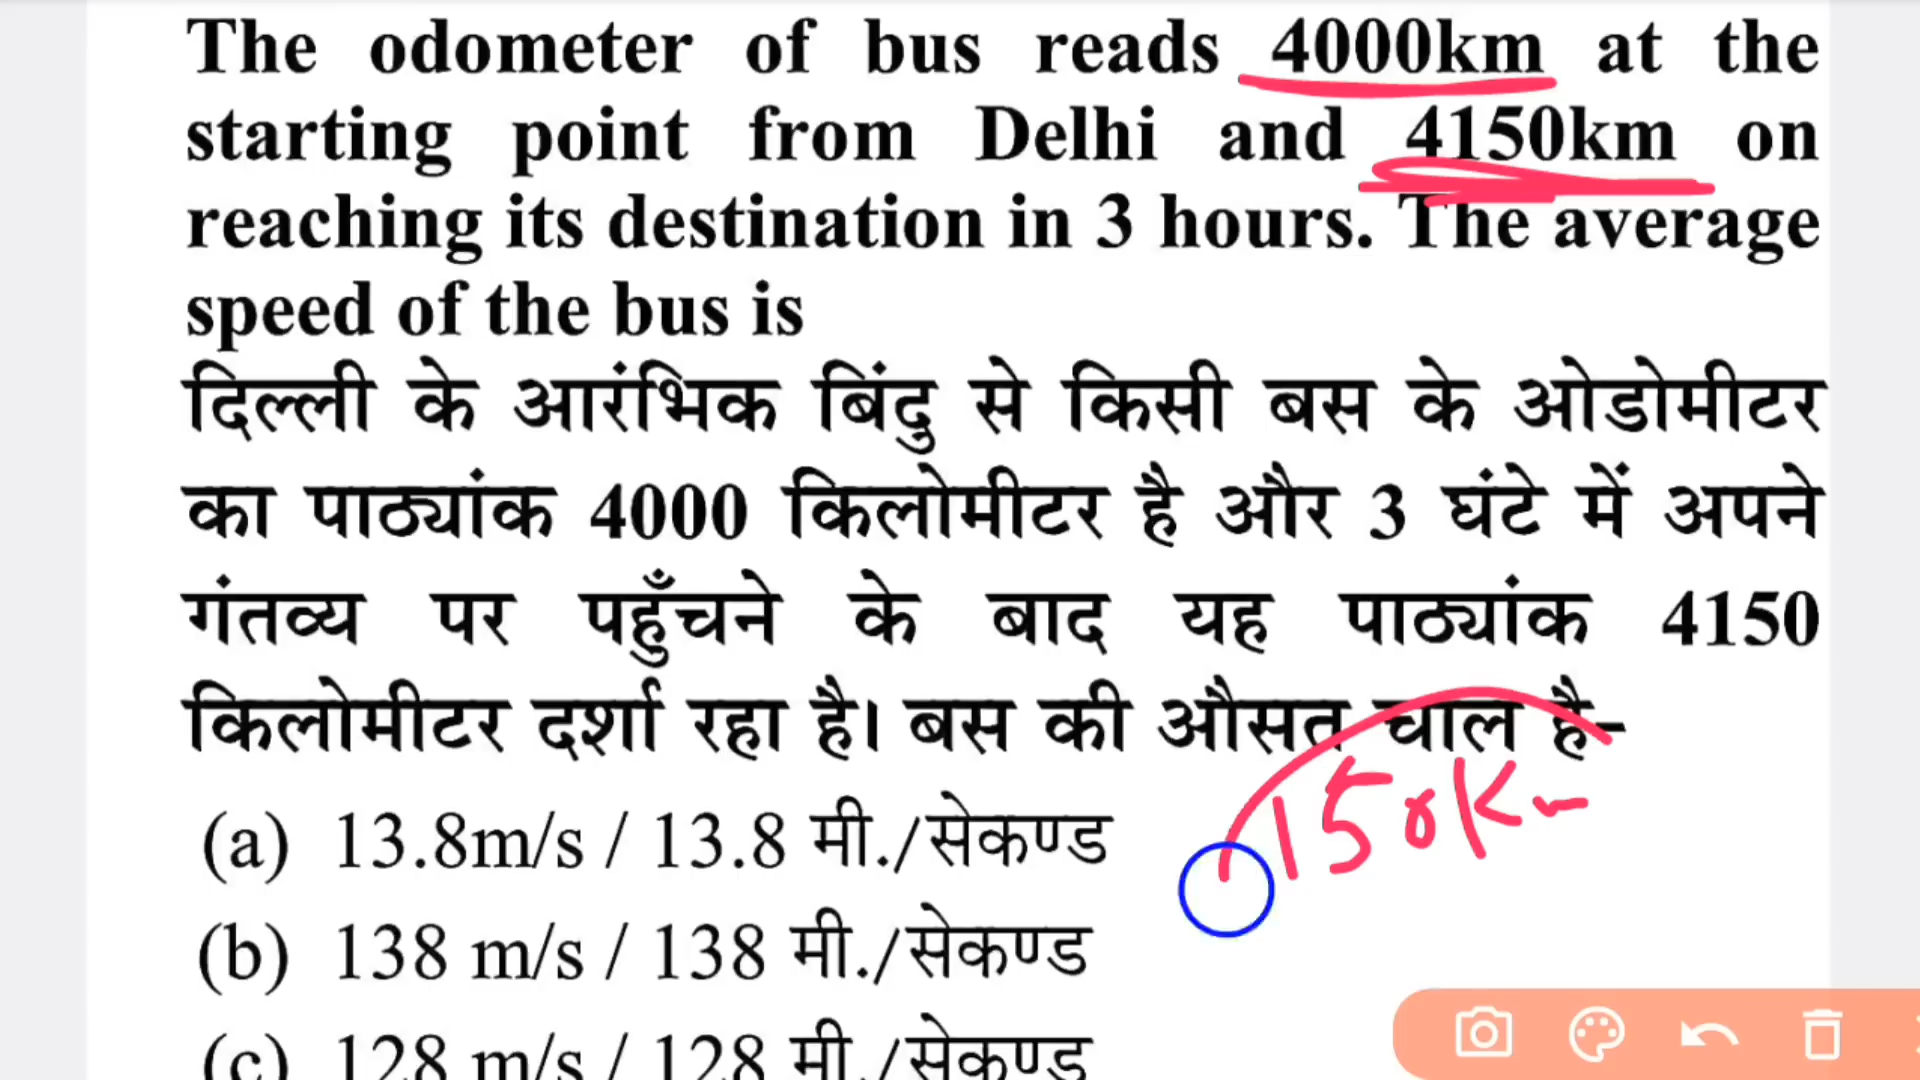 The odometer of bus reads 4000km at the
starting point from Delhi and 4150km on
reaching its destination in 3 hours. The average
speed of the bus is
दिल्ली के आरंभिक बिंदु से किसी बस के ओडोमीटर
का पाठ्यांक 4000 किलोमीटर है और 3 घंटे में अपने
गंतव्य पर पहुँचने के बाद यह पाठ्यांक 4150
किलोमीटर दर्शा रहा है। बस की औसत चाल है-
150Km
(a) 13.8m/s / 13.8 मी./सेकण्ड
(b) 138 m/s / 138 मी./सेकण्ड
(c) 128 m/s / 128 मी./सेकण्ड